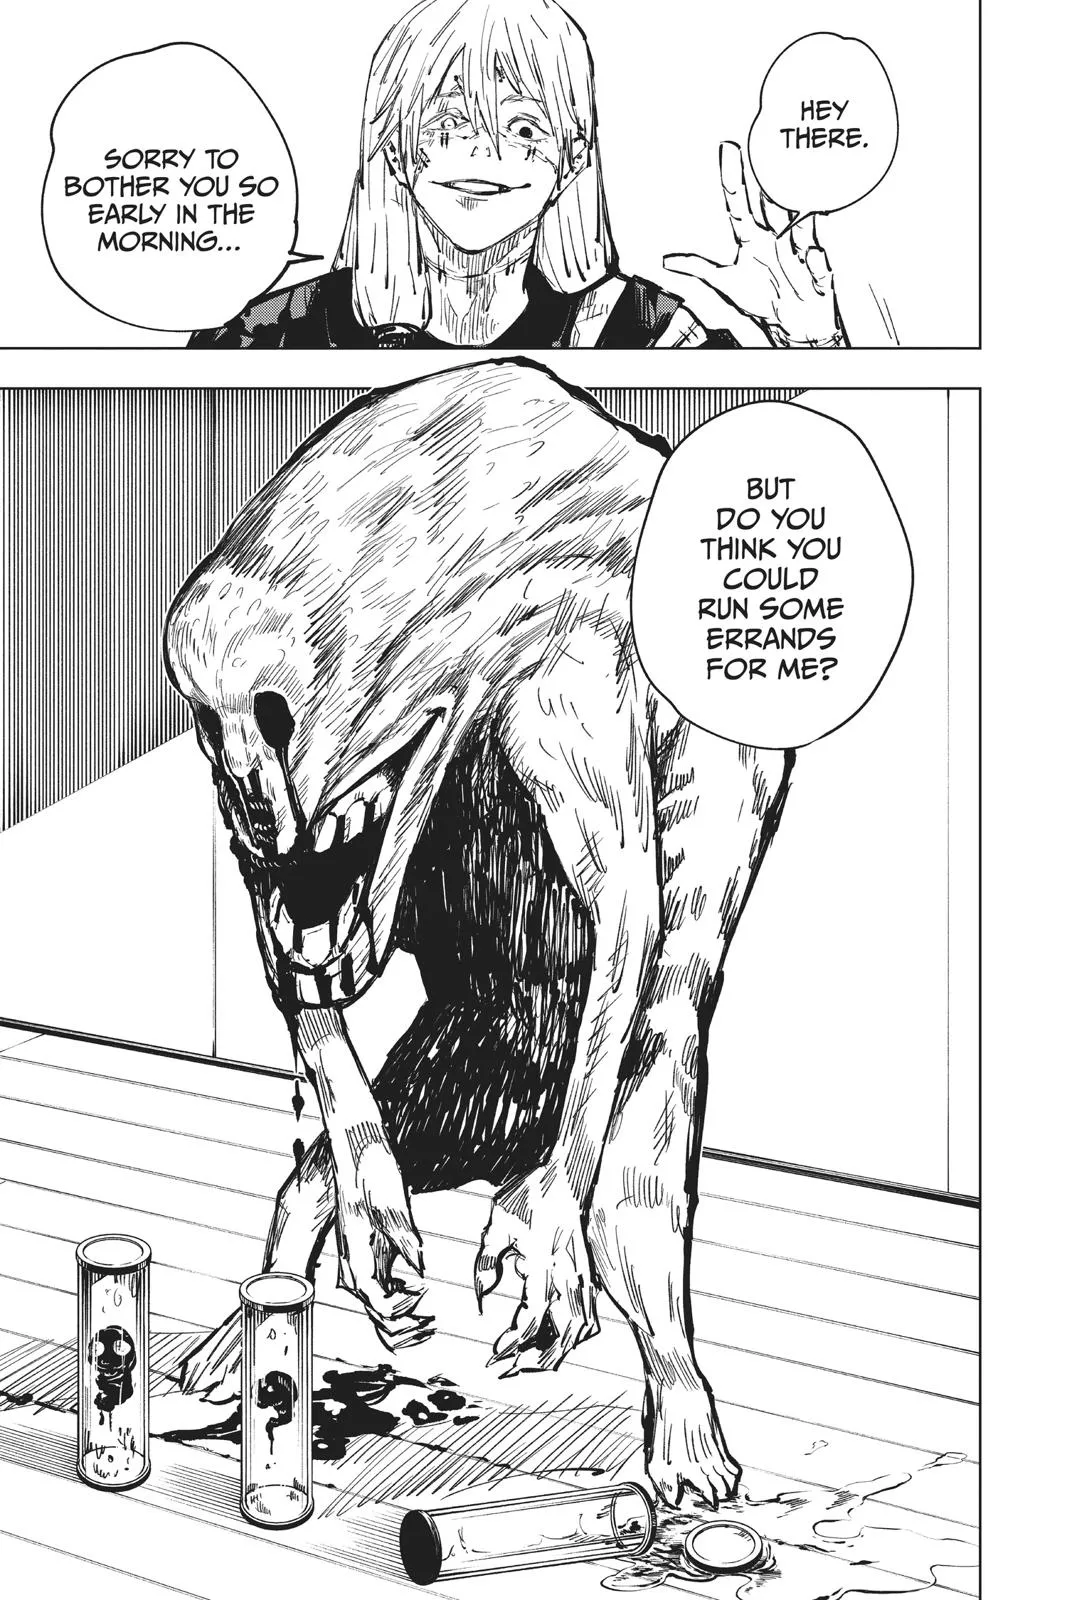 HEY
THERE.
SORRY TO
BOTHER YOU SO
EARLY IN THE
MORNING...
BUT
DO YOU
THINK YOU
COULD
RUN SOME
ERRANDS
FOR ME?